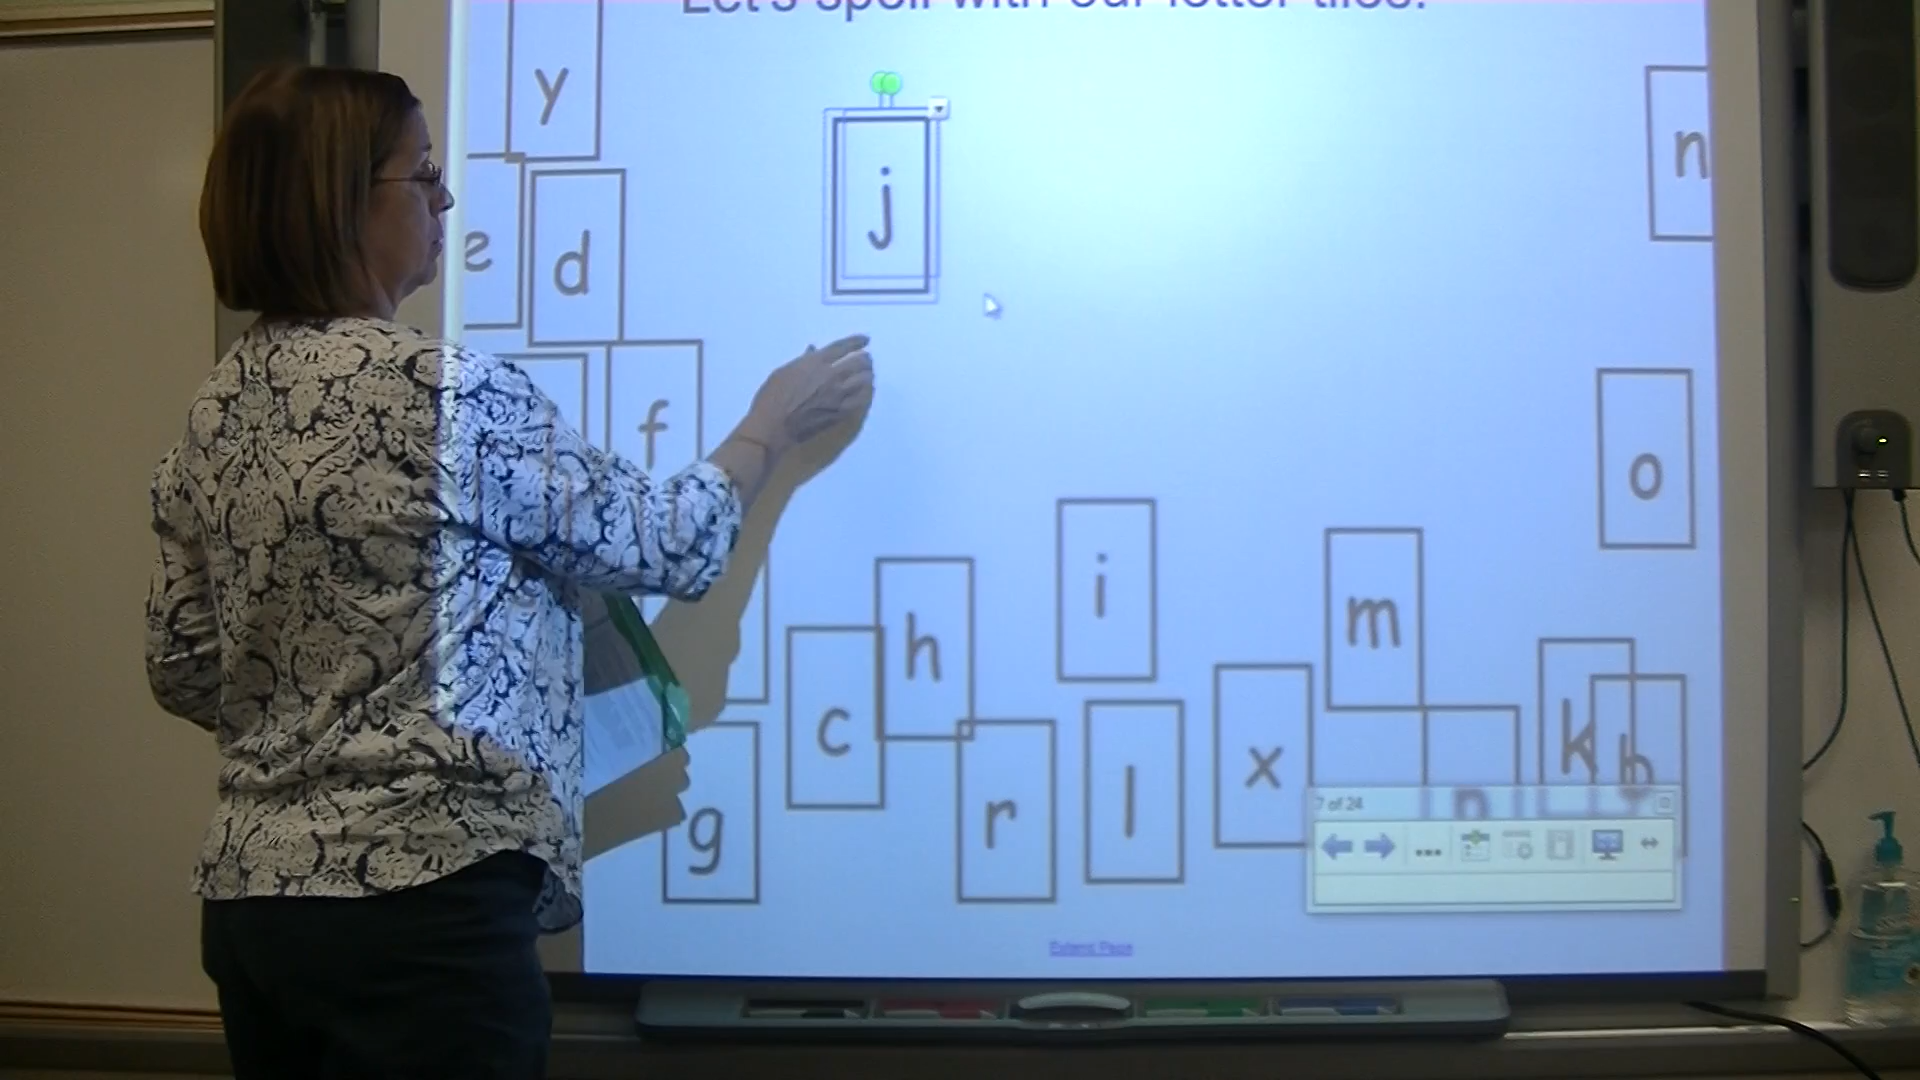 Let's spell with our letter tiles.
y
j
n
e
d
f
o
i
h
m
c
k
b
x
l
r
g
7 of 24
Extend Page